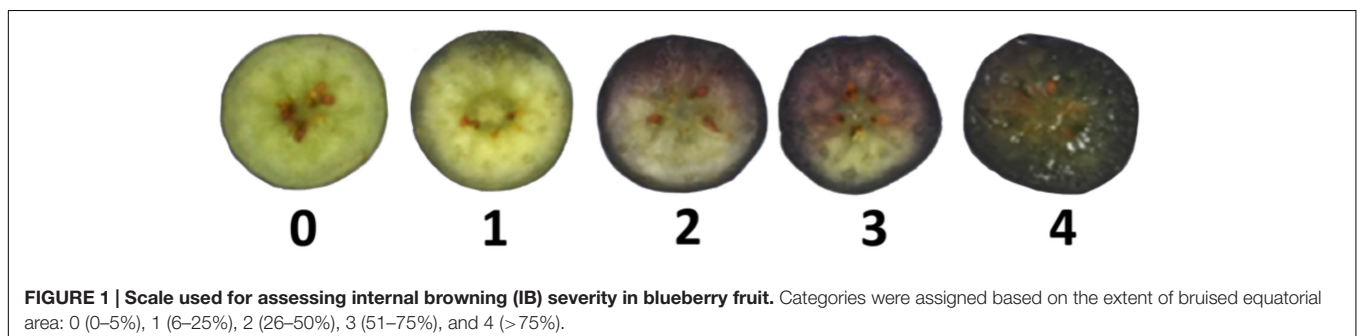 0 1 2 3 4
FIGURE 1 | Scale used for assessing internal browning (IB) severity in blueberry fruit. Categories were assigned based on the extent of bruised equatorial
area: 0 (0–5%), 1 (6–25%), 2 (26–50%), 3 (51–75%), and 4 (>75%).